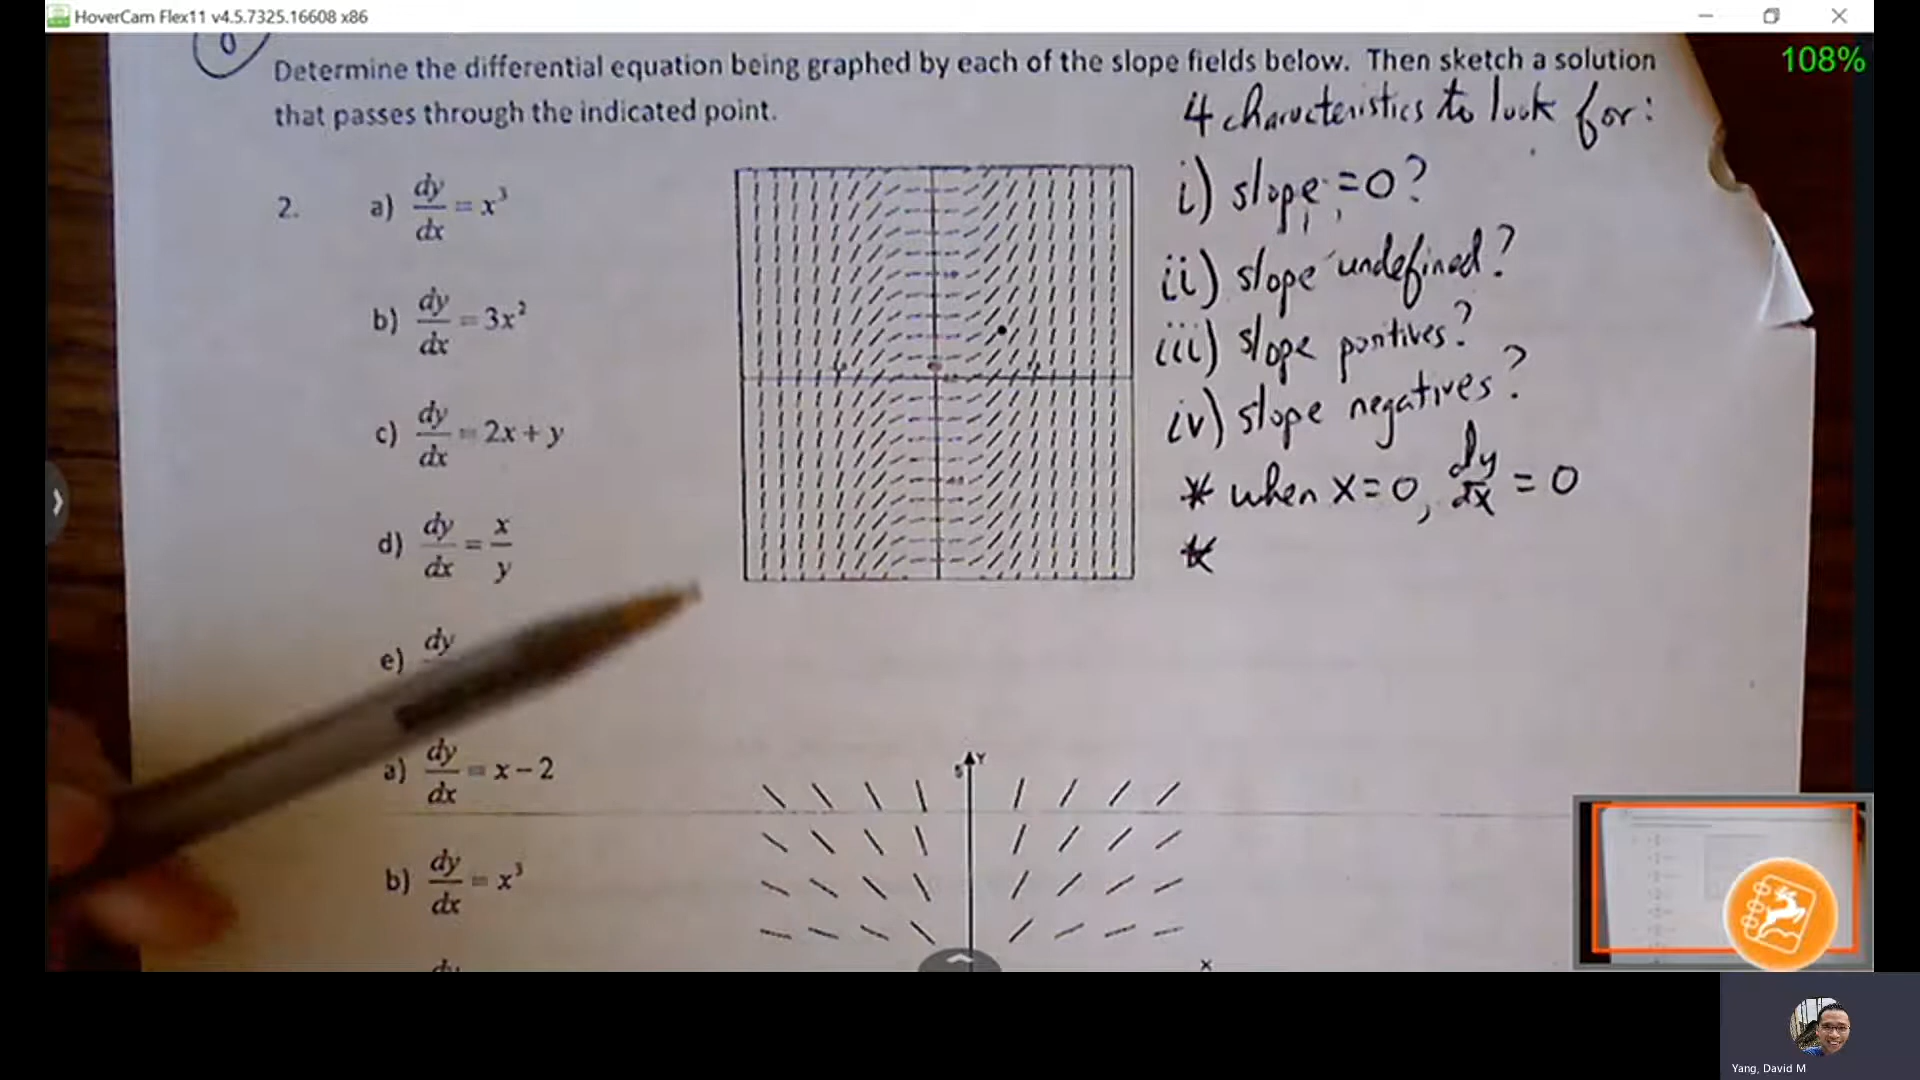 HoverCam Flex11 v4.5.7325.16608 x86
108%
Determine the differential equation being graphed by each of the slope fields below. Then sketch a solution
that passes through the indicated point.
4 characteristics to look for:
i) slope = 0?
ii) slope undefined?
iii) slope positives?
iv) slope negatives?
* when x=0, dy/dx = 0
*
2. a) dy/dx = x³
b) dy/dx = 3x²
c) dy/dx = 2x + y
d) dy/dx = x/y
e) dy
a) dy/dx = x − 2
b) dy/dx = x³
dy
5 Y
X
Yang, David M